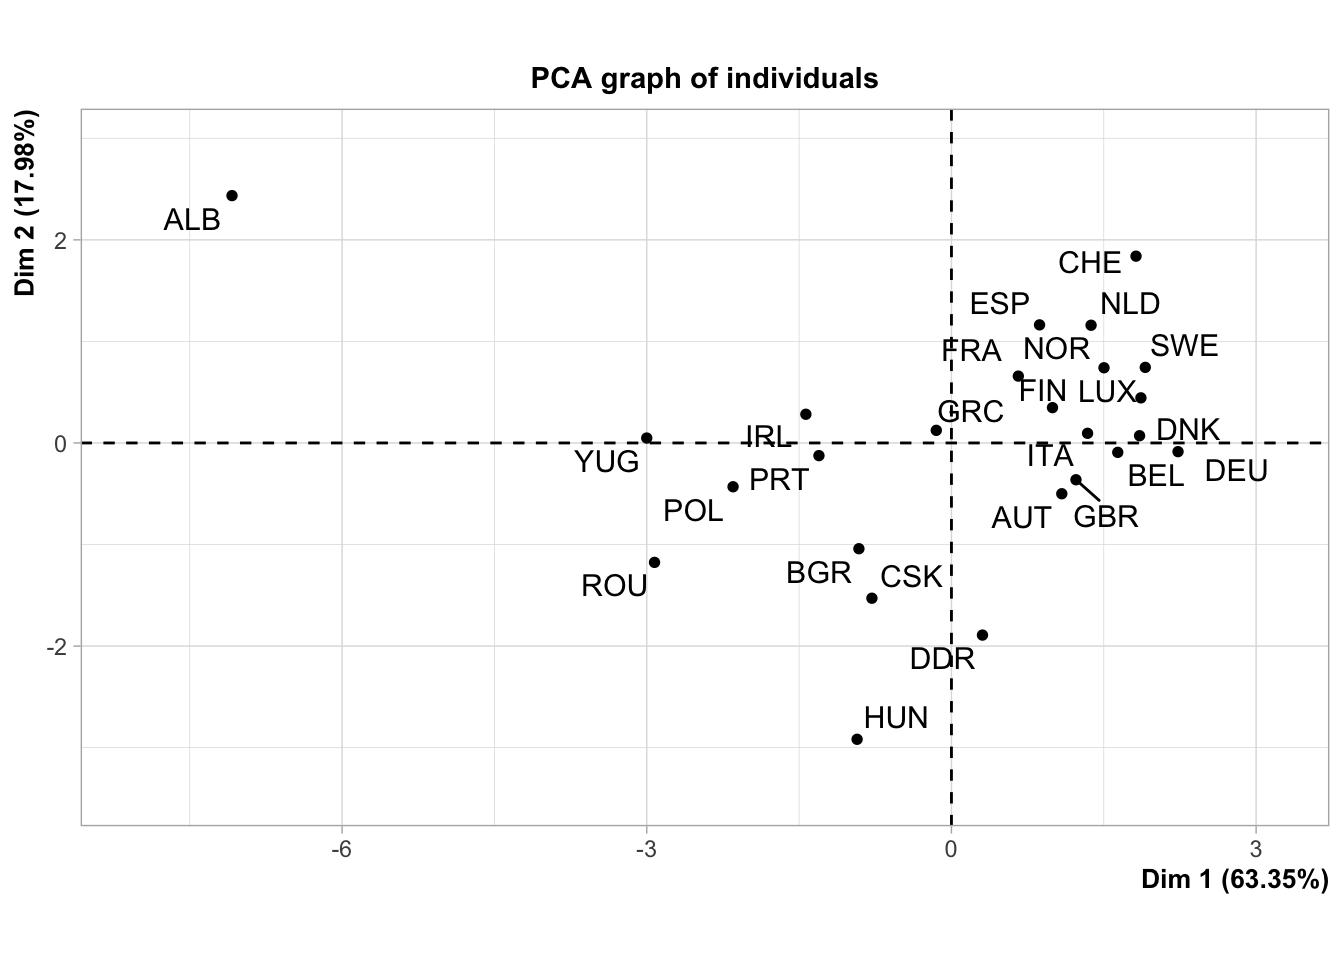 PCA graph of individuals
Dim 2 (17.98%)
ALB
2
CHE
ESP
NLD
FRA
NOR
SWE
FIN
LUX
GRC
IRL
0
DNK
YUG
ITA
PRT
BEL
DEU
POL
AUT
GBR
BGR
CSK
ROU
-2
DDR
HUN
-6
-3
0
3
Dim 1 (63.35%)